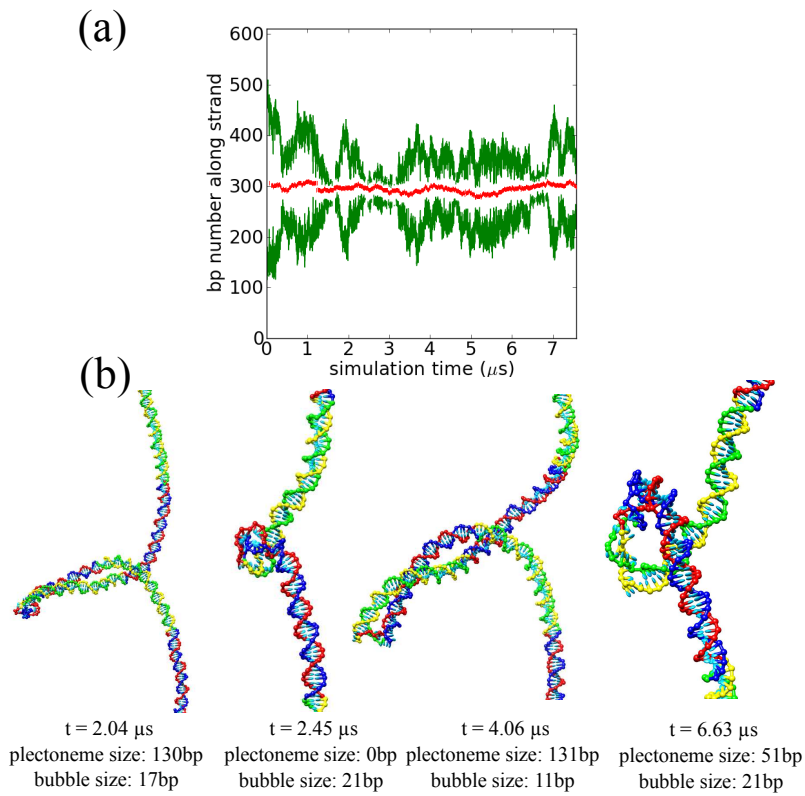 (a)
600
500
400
300
200
100
0
bp number along strand
0 1 2 3 4 5 6 7
simulation time (μs)
(b)
t = 2.04 μs
plectoneme size: 130bp
bubble size: 17bp
t = 2.45 μs
plectoneme size: 0bp
bubble size: 21bp
t = 4.06 μs
plectoneme size: 131bp
bubble size: 11bp
t = 6.63 μs
plectoneme size: 51bp
bubble size: 21bp